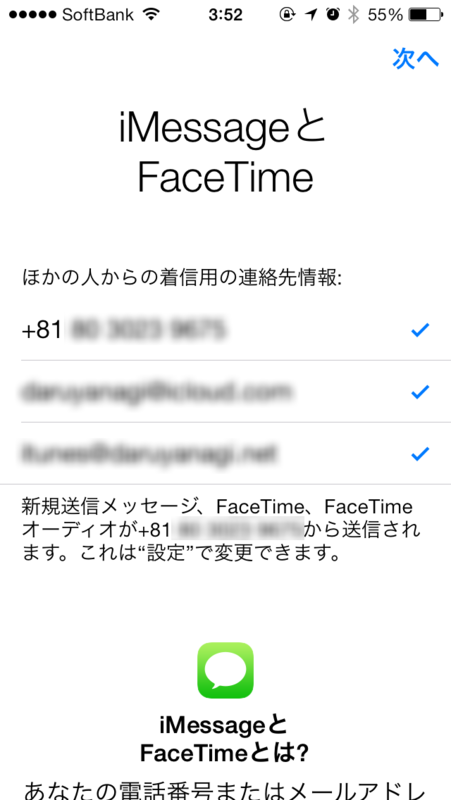 SoftBank 3:52 55%
次へ
iMessageと
FaceTime
ほかの人からの着信用の連絡先情報:
+81
新規送信メッセージ、FaceTime、FaceTime
オーディオが+81 から送信され
ます。これは“設定”で変更できます。
iMessageと
FaceTimeとは?
あなたの電話番号またはメールアドレ